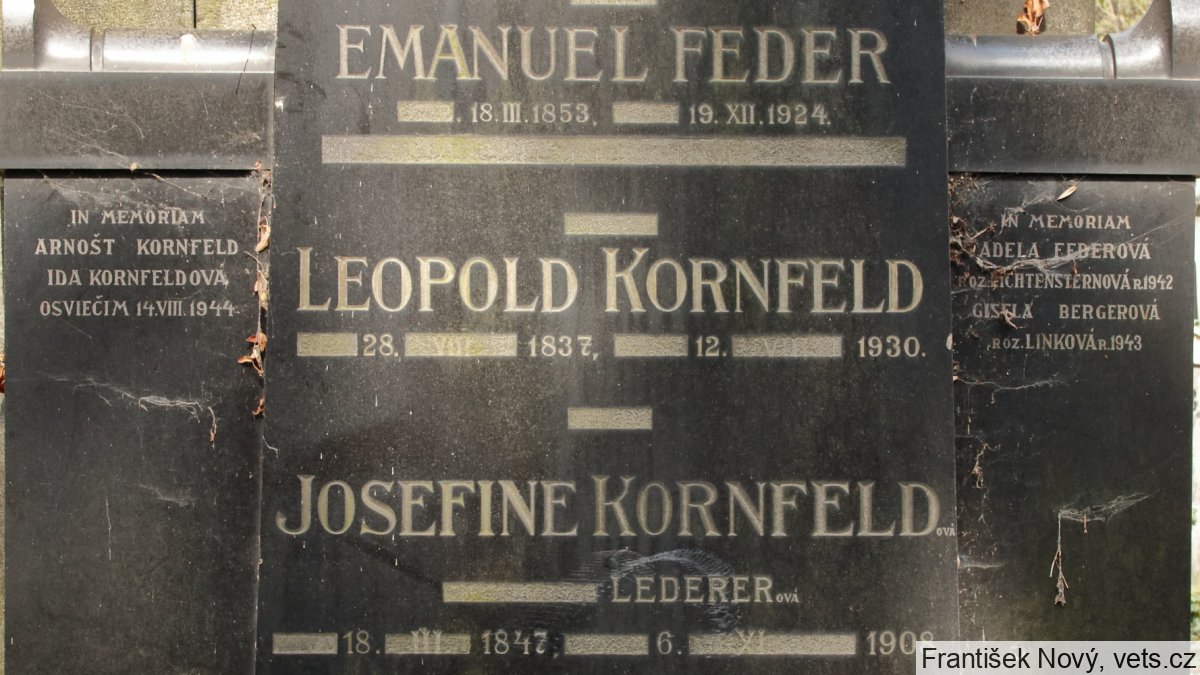 EMANUEL FEDER
. 18.III.1853, 19.XII.1924.
LEOPOLD KORNFELD
28. 1837, 12. 1930.
JOSEFINE KORNFELDOVÁ
LEDEREROVÁ
18. III. 1847, 6. XI. 1908
IN MEMORIAM
ARNOŠT KORNFELD
IDA KORNFELDOVÁ
OSVIEČIM 14.VIII.1944
IN MEMORIAM
ADELA FEDEROVÁ
ROZ. LICHTENSTERNOVÁ R.1942
GISELA BERGEROVÁ
ROZ. LINKOVÁ R.1943
František Nový, vets.cz